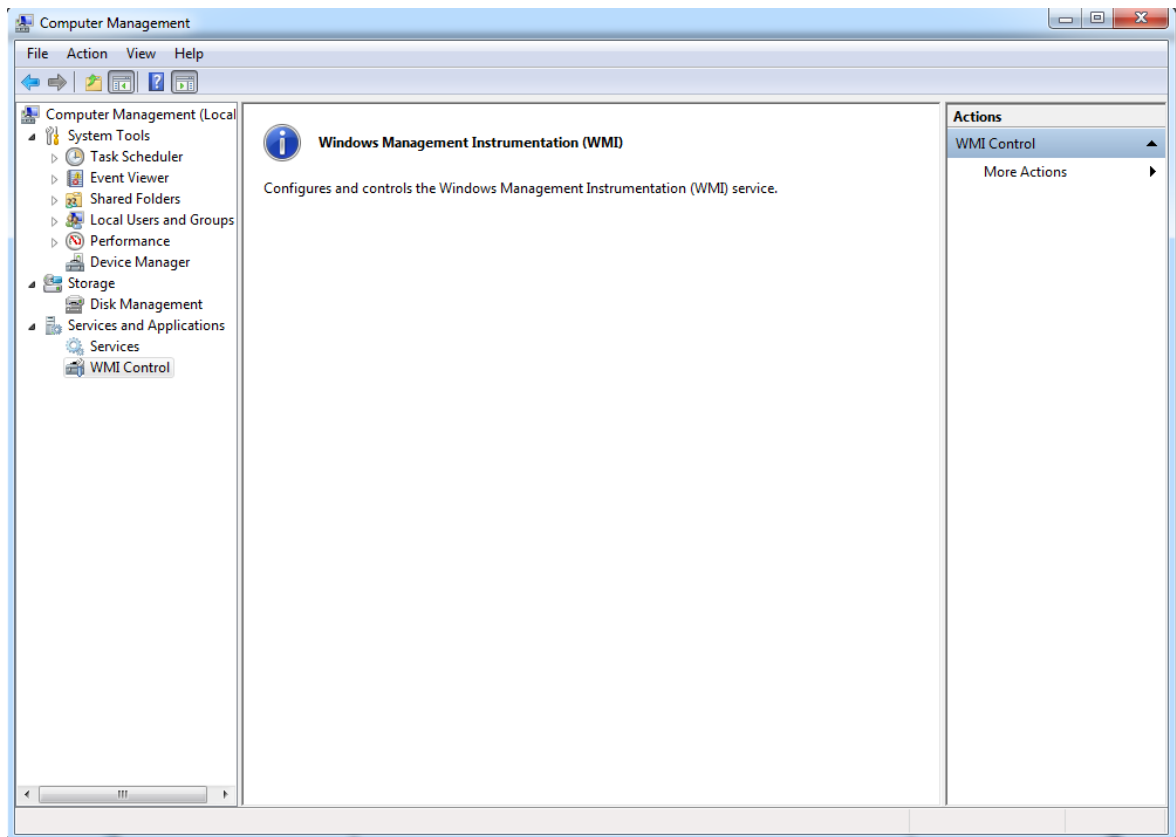 Computer Management
File Action View Help
Computer Management (Local
System Tools
Task Scheduler
Event Viewer
Shared Folders
Local Users and Groups
Performance
Device Manager
Storage
Disk Management
Services and Applications
Services
WMI Control
Windows Management Instrumentation (WMI)
Configures and controls the Windows Management Instrumentation (WMI) service.
Actions
WMI Control
More Actions